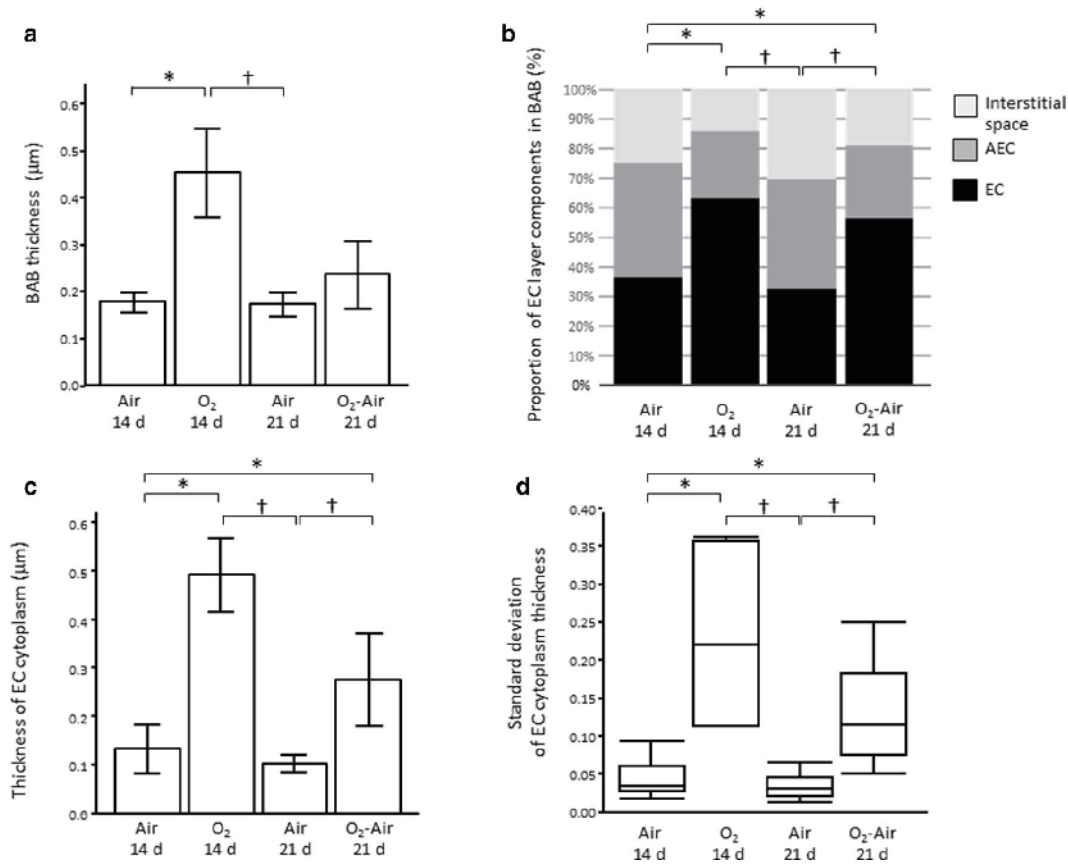 a
*
†
BAB thickness (μm)
0.6
0.5
0.4
0.3
0.2
0.1
0.0
Air
14 d
O₂
14 d
Air
21 d
O₂-Air
21 d
b
*
*
†
†
Proportion of EC layer components in BAB (%)
100%
90%
80%
70%
60%
50%
40%
30%
20%
10%
0%
Air
14 d
O₂
14 d
Air
21 d
O₂-Air
21 d
Interstitial
space
AEC
EC
c
*
*
†
†
Thickness of EC cytoplasm (μm)
0.6
0.5
0.4
0.3
0.2
0.1
0.0
Air
14 d
O₂
14 d
Air
21 d
O₂-Air
21 d
d
*
*
†
†
Standard deviation
of EC cytoplasm thickness
0.40
0.35
0.30
0.25
0.20
0.15
0.10
0.05
0.00
Air
14 d
O₂
14 d
Air
21 d
O₂-Air
21 d